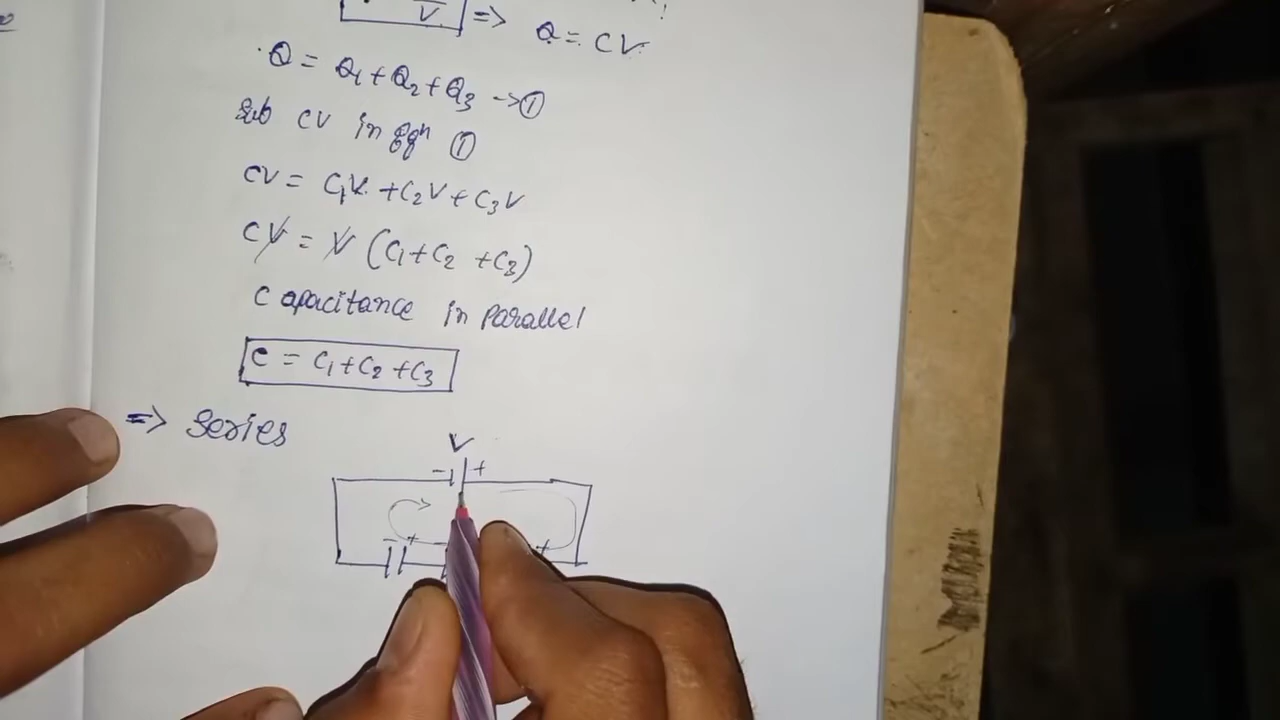 V => Q = CV
Q = Q1 + Q2 + Q3 -> ①
Sub CV in Eqn ①
CV = C1V + C2V + C3V
CV = V (C1 + C2 + C3)
Capacitance in parallel
C = C1 + C2 + C3
=> Series
V
- +
- + - +